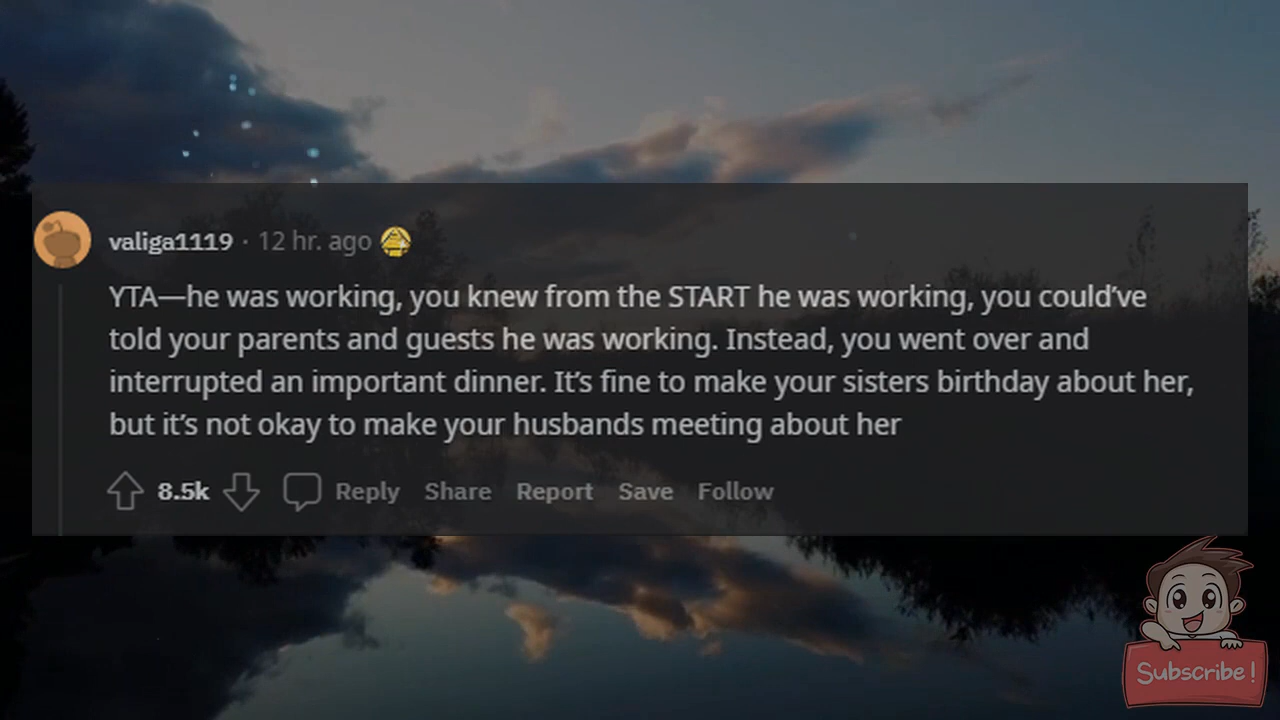 valiga1119 · 12 hr. ago
YTA—he was working, you knew from the START he was working, you could’ve
told your parents and guests he was working. Instead, you went over and
interrupted an important dinner. It’s fine to make your sisters birthday about her,
but it’s not okay to make your husbands meeting about her
8.5k Reply Share Report Save Follow
Subscribe!